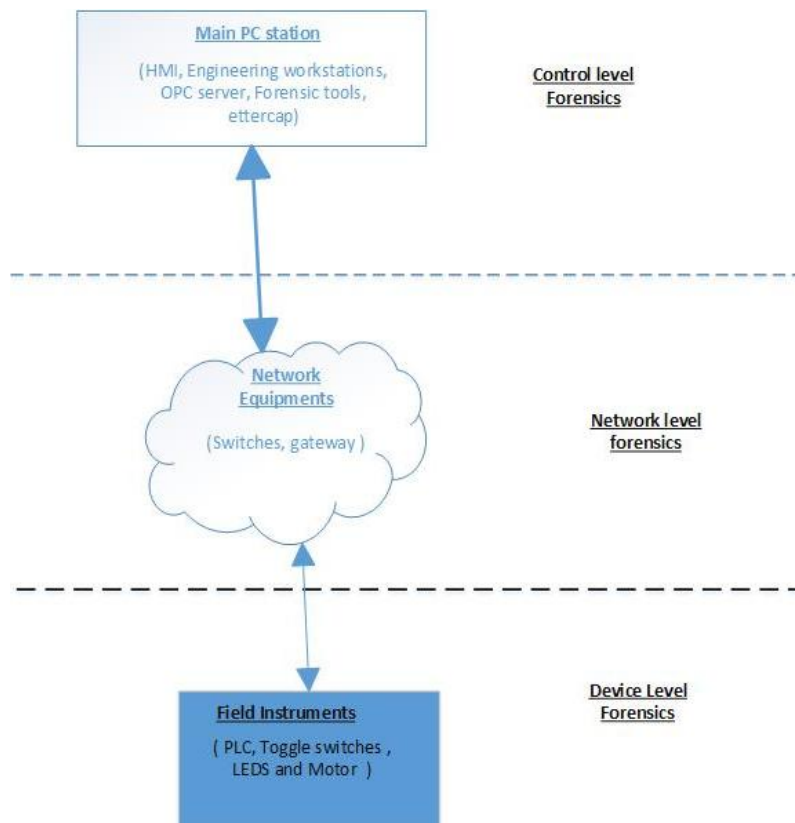 Main PC station
(HMI, Engineering workstations,
OPC server, Forensic tools,
ettercap)
Control level
Forensics
Network
Equipments
(Switches, gateway )
Network level
forensics
Field Instruments
( PLC, Toggle switches ,
LEDS and Motor )
Device Level
Forensics